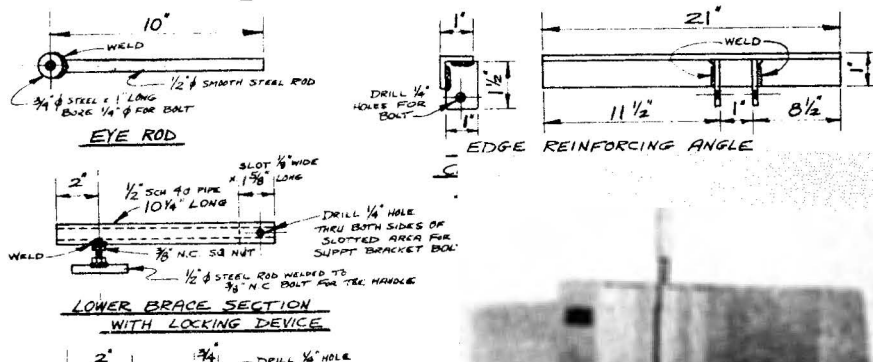 10"
WELD
1/2" φ SMOOTH STEEL ROD
3/4" φ STEEL x 1" LONG
BORE 1/4" φ FOR BOLT
EYE ROD
1"
DRILL 1/4"
HOLES FOR
BOLT
1 1/2"
1"
21"
WELD
1"
11 1/2"
1"
8 1/2"
EDGE REINFORCING ANGLE
2"
1/2" SCH 40 PIPE
10 1/4" LONG
SLOT 1/8" WIDE
x 1 5/8" LONG
DRILL 1/4" HOLE
THRU BOTH SIDES OF
SLOTTED AREA FOR
SUPPT BRACKET BOL
WELD
3/8" N.C. SQ NUT
1/2" φ STEEL ROD WELDED TO
3/8" N.C BOLT FOR TEE HANDLE
LOWER BRACE SECTION
WITH LOCKING DEVICE
2"
3/4"
DRILL 1/4" HOLE